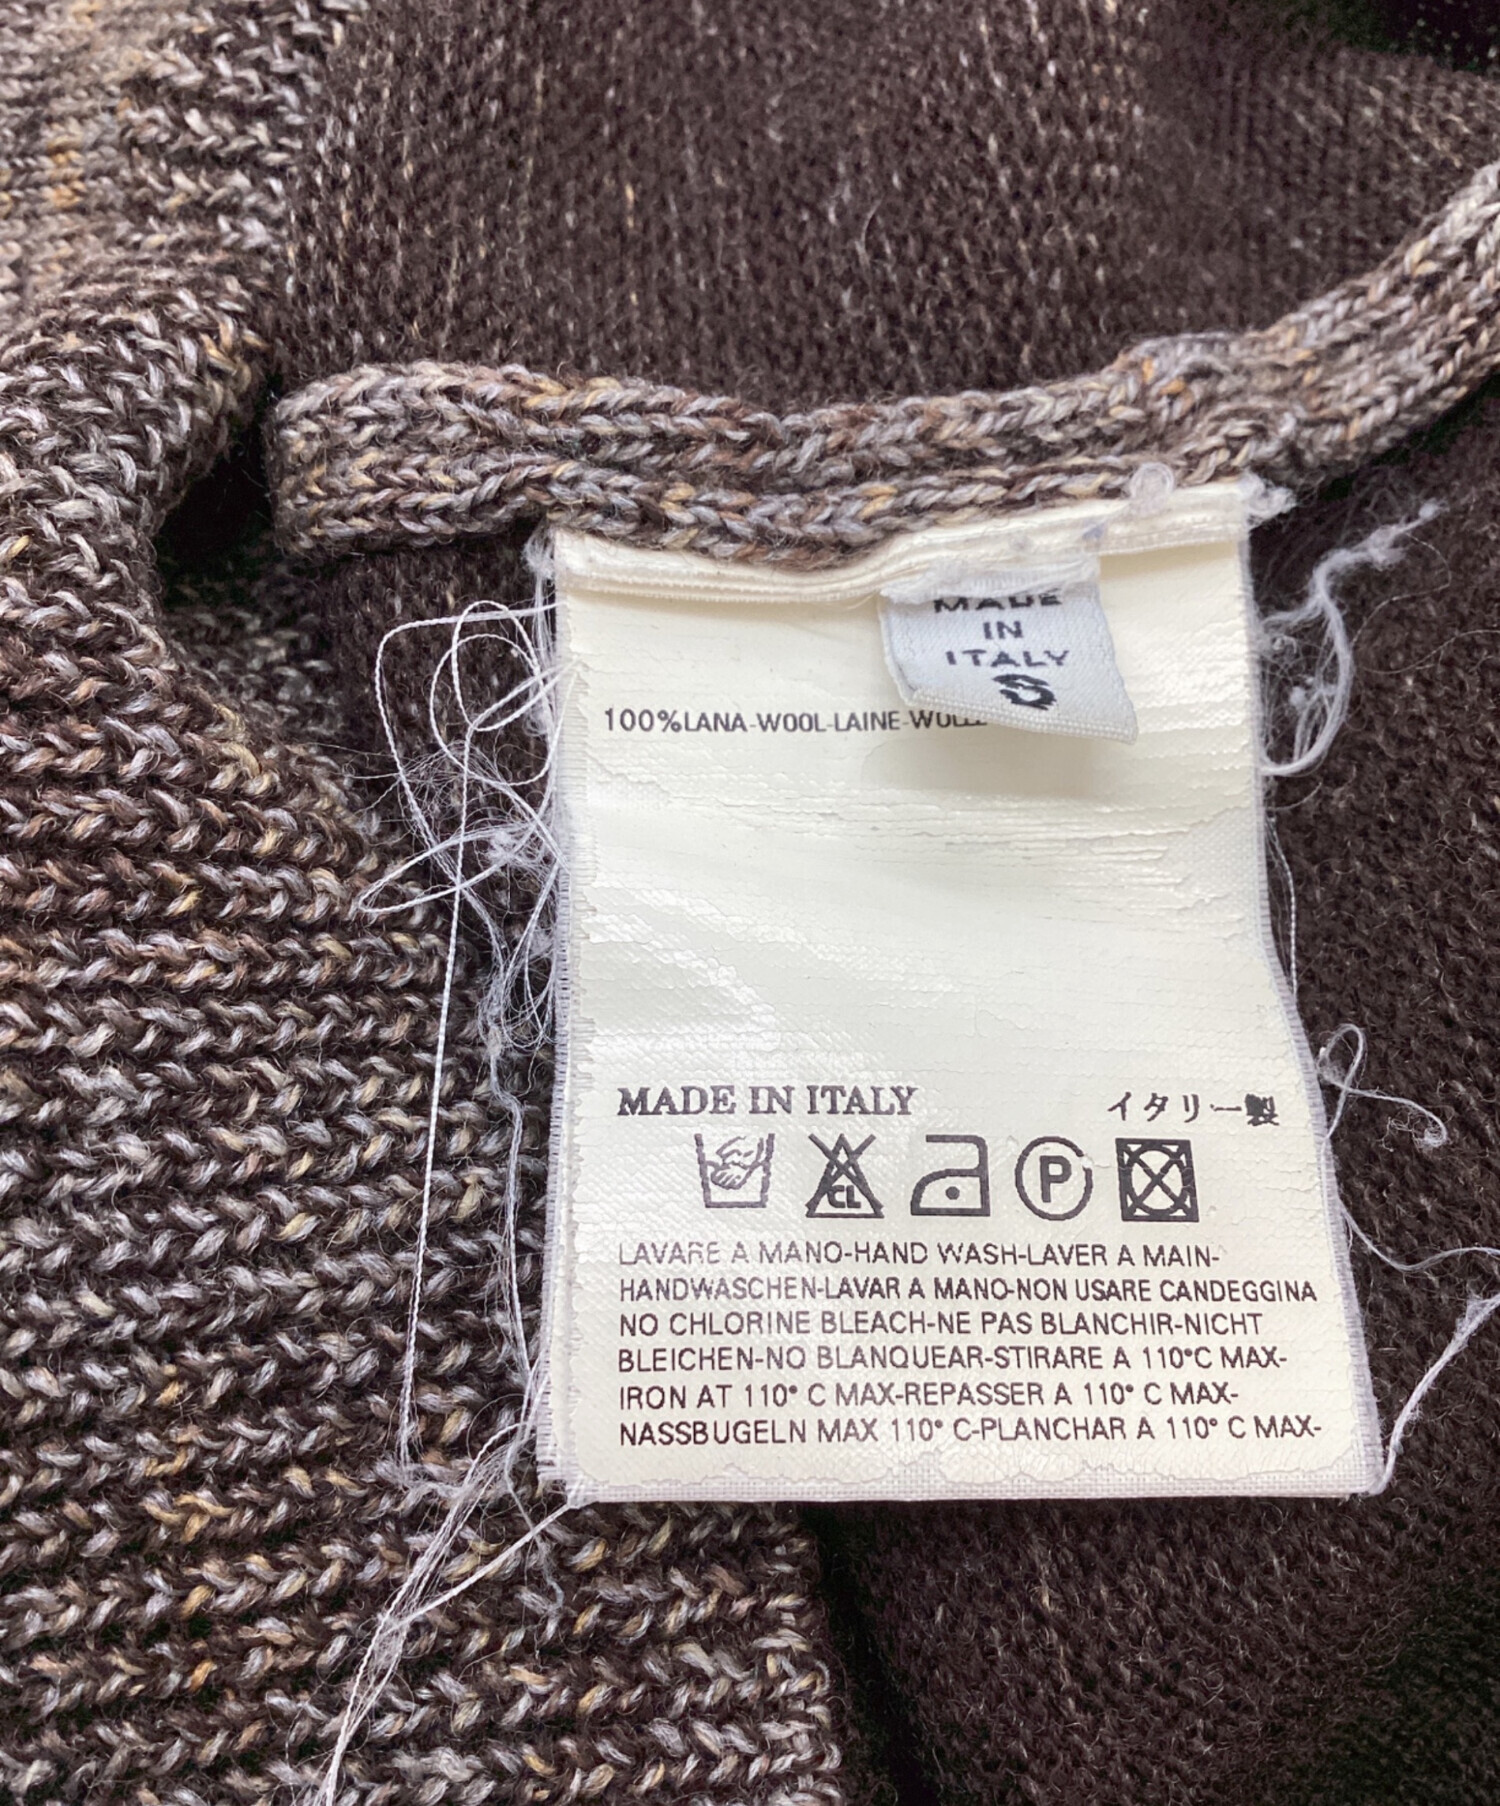 MADE
IN
ITALY
S
100%LANA-WOOL-LAINE-WOLLE
MADE IN ITALY
イタリー製
CL
P
LAVARE A MANO-HAND WASH-LAVER A MAIN-
HANDWASCHEN-LAVAR A MANO-NON USARE CANDEGGINA
NO CHLORINE BLEACH-NE PAS BLANCHIR-NICHT
BLEICHEN-NO BLANQUEAR-STIRARE A 110°C MAX-
IRON AT 110° C MAX-REPASSER A 110° C MAX-
NASSBUGELN MAX 110° C-PLANCHAR A 110° C MAX-